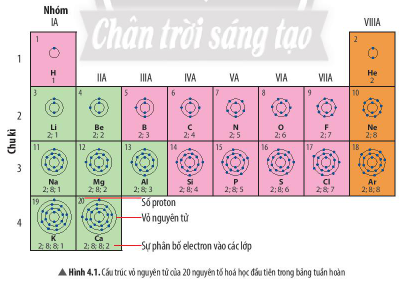 Nhóm
IA
VIIIA
Chân trời sáng tạo
1
1
H
1
2
He
2
IIA
IIIA
IVA
VA
VIA
VIIA
Chu kì
2
3
Li
2; 1
4
Be
2; 2
5
B
2; 3
6
C
2; 4
7
N
2; 5
8
O
2; 6
9
F
2; 7
10
Ne
2; 8
3
11
Na
2; 8; 1
12
Mg
2; 8; 2
13
Al
2; 8; 3
14
Si
2; 8; 4
15
P
2; 8; 5
16
S
2; 8; 6
17
Cl
2; 8; 7
18
Ar
2; 8; 8
4
19
K
2; 8; 8; 1
20
Ca
2; 8; 8; 2
Số proton
Vỏ nguyên tử
Sự phân bố electron vào các lớp
▲ Hình 4.1. Cấu trúc vỏ nguyên tử của 20 nguyên tố hoá học đầu tiên trong bảng tuần hoàn